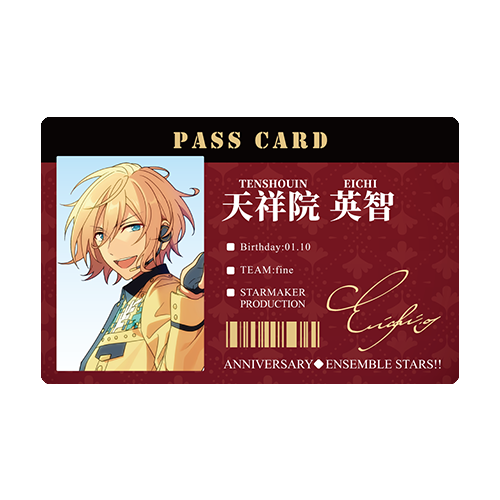 PASS CARD
TENSHOUIN EICHI
天祥院 英智
Birthday:01.10
TEAM:fine
STARMAKER
PRODUCTION
Eichi
ANNIVERSARY◆ENSEMBLE STARS!!